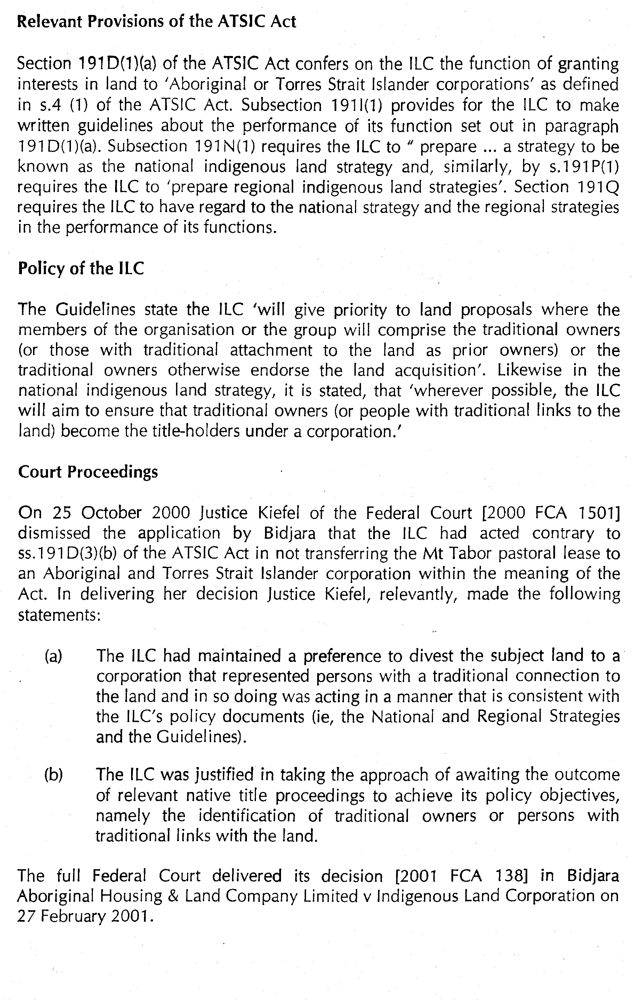 Relevant Provisions of the ATSIC Act
Section 191D(1)(a) of the ATSIC Act confers on the ILC the function of granting
interests in land to 'Aboriginal or Torres Strait Islander corporations' as defined
in s.4 (1) of the ATSIC Act. Subsection 191I(1) provides for the ILC to make
written guidelines about the performance of its function set out in paragraph
191D(1)(a). Subsection 191N(1) requires the ILC to " prepare ... a strategy to be
known as the national indigenous land strategy and, similarly, by s.191P(1)
requires the ILC to 'prepare regional indigenous land strategies'. Section 191Q
requires the ILC to have regard to the national strategy and the regional strategies
in the performance of its functions.
Policy of the ILC
The Guidelines state the ILC 'will give priority to land proposals where the
members of the organisation or the group will comprise the traditional owners
(or those with traditional attachment to the land as prior owners) or the
traditional owners otherwise endorse the land acquisition'. Likewise in the
national indigenous land strategy, it is stated, that 'wherever possible, the ILC
will aim to ensure that traditional owners (or people with traditional links to the
land) become the title-holders under a corporation.'
Court Proceedings
On 25 October 2000 Justice Kiefel of the Federal Court [2000 FCA 1501]
dismissed the application by Bidjara that the ILC had acted contrary to
ss.191D(3)(b) of the ATSIC Act in not transferring the Mt Tabor pastoral lease to
an Aboriginal and Torres Strait Islander corporation within the meaning of the
Act. In delivering her decision Justice Kiefel, relevantly, made the following
statements:
(a) The ILC had maintained a preference to divest the subject land to a
corporation that represented persons with a traditional connection to
the land and in so doing was acting in a manner that is consistent with
the ILC's policy documents (ie, the National and Regional Strategies
and the Guidelines).
(b) The ILC was justified in taking the approach of awaiting the outcome
of relevant native title proceedings to achieve its policy objectives,
namely the identification of traditional owners or persons with
traditional links with the land.
The full Federal Court delivered its decision [2001 FCA 138] in Bidjara
Aboriginal Housing & Land Company Limited v Indigenous Land Corporation on
27 February 2001.